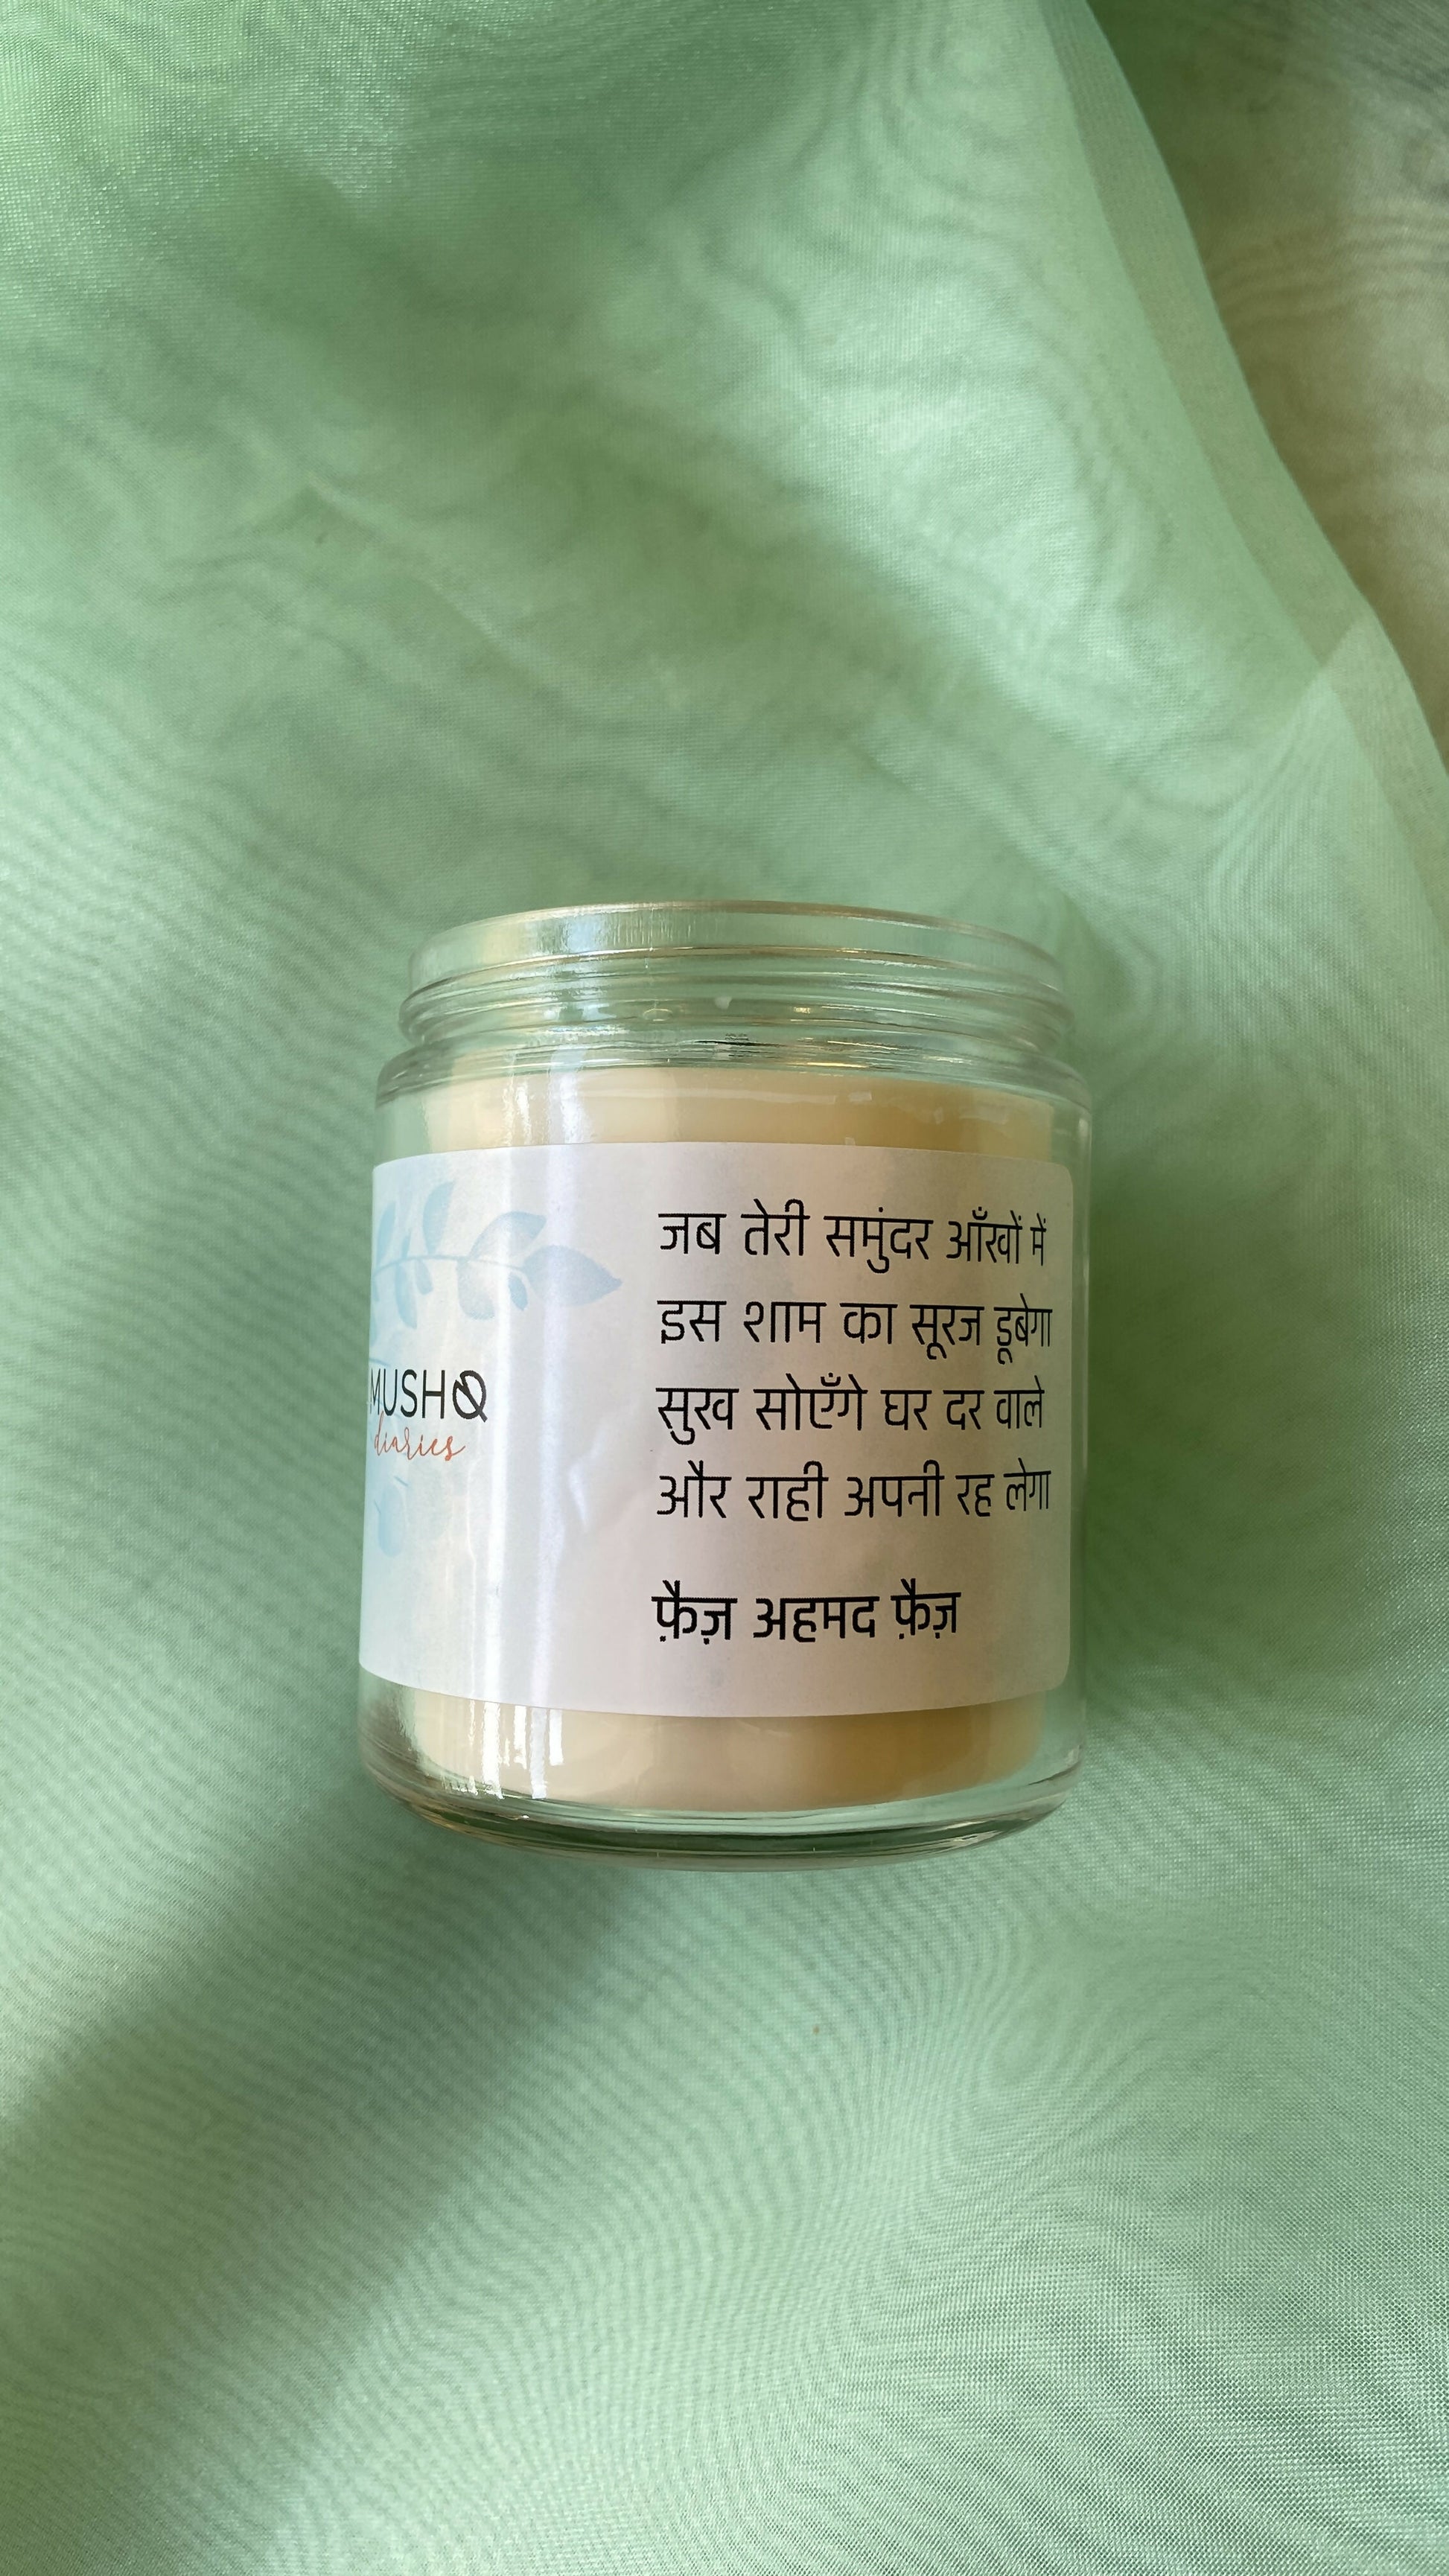 MUSHQ
diaries
जब तेरी समुंदर आँखों में
इस शाम का सूरज डूबेगा
सुख सोएँगे घर दर वाले
और राही अपनी रह लेगा
फ़ैज़ अहमद फ़ैज़